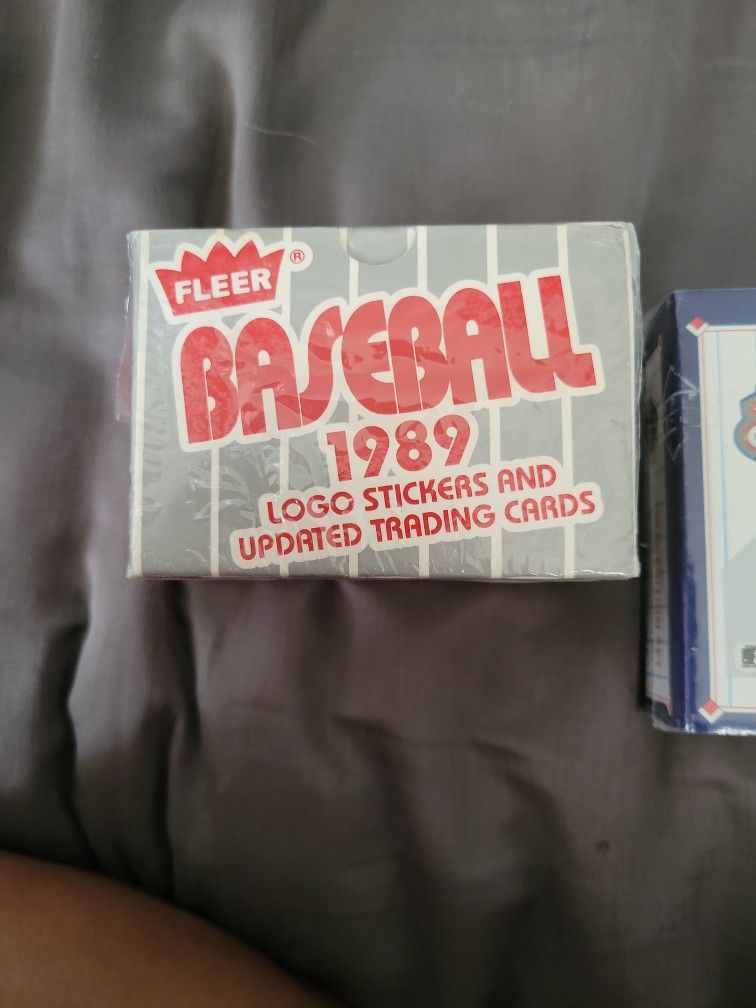 FLEER®
BASEBALL
1989
LOGO STICKERS AND
UPDATED TRADING CARDS